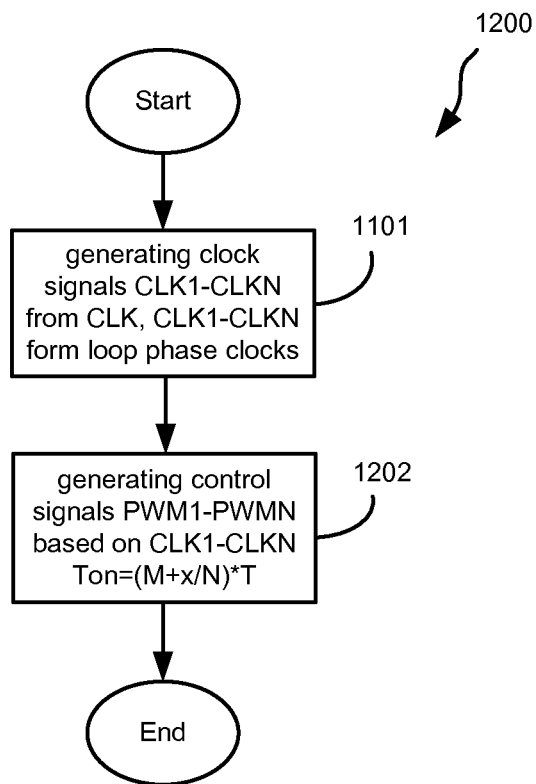 1200
Start
1101
generating clock
signals CLK1-CLKN
from CLK, CLK1-CLKN
form loop phase clocks
1202
generating control
signals PWM1-PWMN
based on CLK1-CLKN
Ton=(M+x/N)*T
End